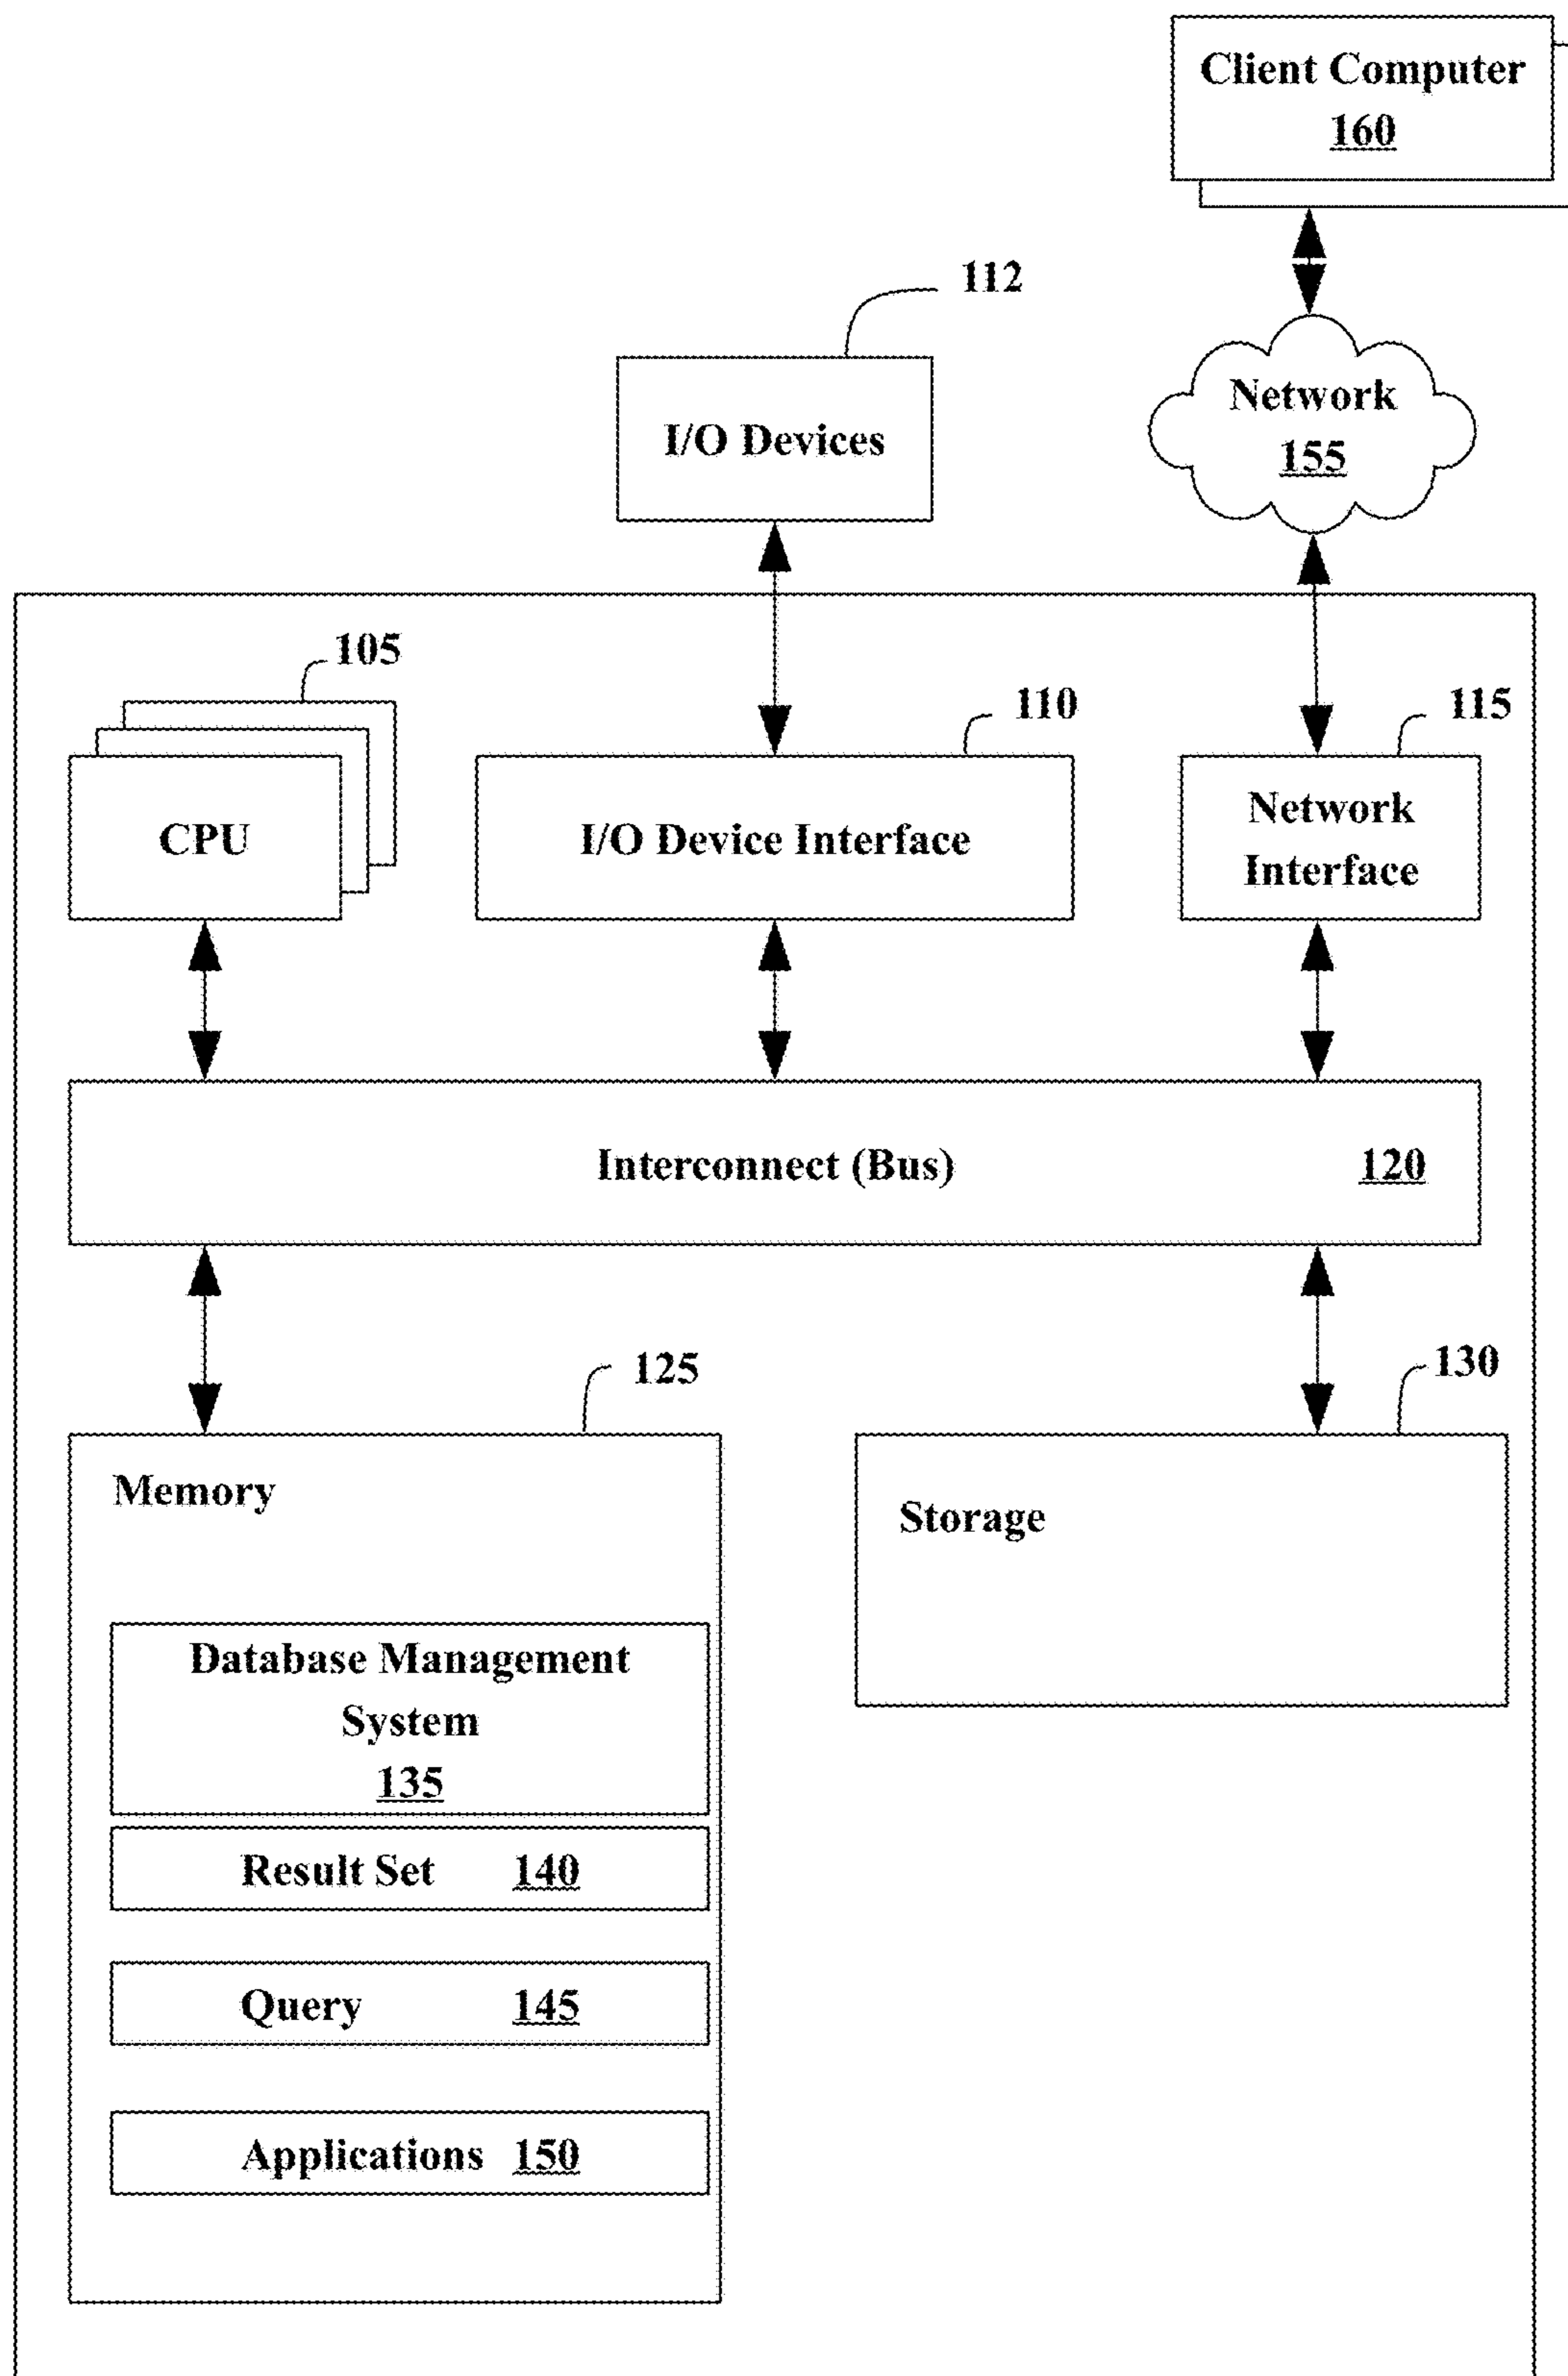 Client Computer
160
112
I/O Devices
Network
155
105
110
115
CPU
I/O Device Interface
Network
Interface
Interconnect (Bus) 120
125
130
Memory
Storage
Database Management
System
135
Result Set 140
Query 145
Applications 150